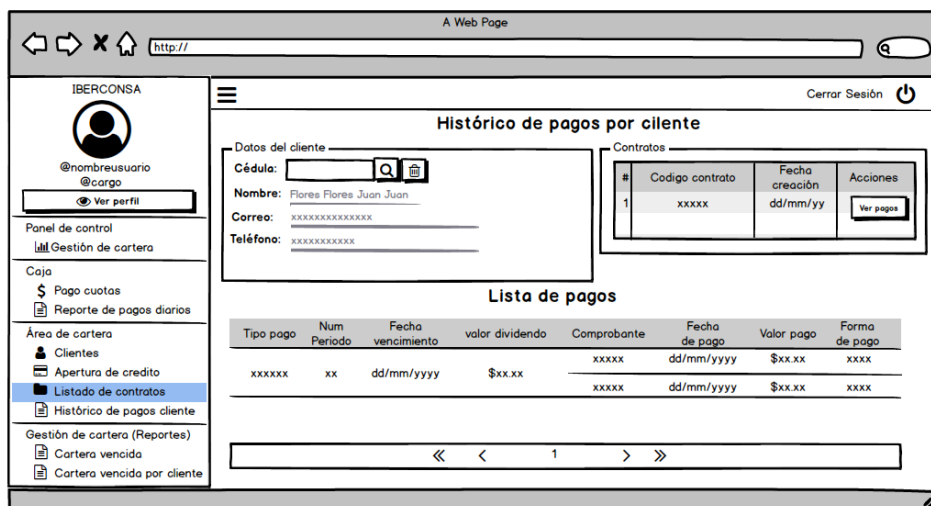 A Web Page
http://
IBERCONSA
@nombreusuario
@cargo
Ver perfil
Panel de control
Gestión de cartera
Caja
$ Pago cuotas
Reporte de pagos diarios
Área de cartera
Clientes
Apertura de credito
Listado de contratos
Histórico de pagos cliente
Gestión de cartera (Reportes)
Cartera vencida
Cartera vencida por cliente
Cerrar Sesión
Histórico de pagos por cilente
Datos del cliente
Cédula:
Nombre: Flores Flores Juan Juan
Correo: xxxxxxxxxxxxxx
Teléfono: xxxxxxxxxxx
Contratos
# Codigo contrato Fecha creación Acciones
1 xxxxx dd/mm/yy Ver pagos
Lista de pagos
Tipo pago Num Periodo Fecha vencimiento valor dividendo Comprobante Fecha de pago Valor pago Forma de pago
xxxxxx xx dd/mm/yyyy $xx.xx xxxxx dd/mm/yyyy $xx.xx xxxx
xxxxx dd/mm/yyyy $xx.xx xxxx
« < 1 > »